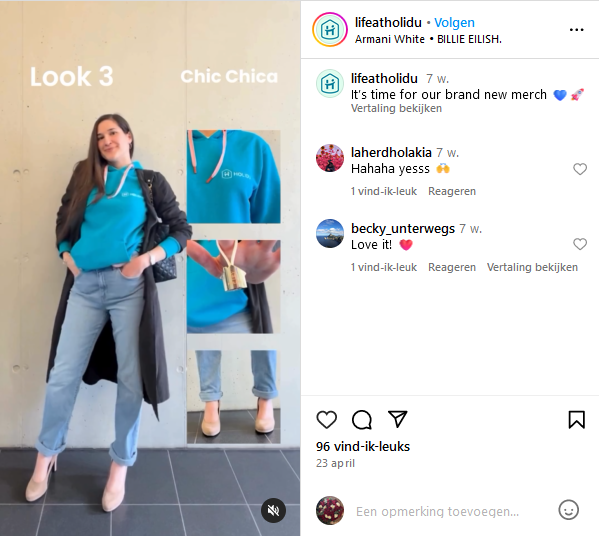 Look 3
Chic Chica
HOLIDU
lifeatholidu • Volgen
Armani White • BILLIE EILISH.
lifeatholidu 7 w.
It's time for our brand new merch 💙 🚀
Vertaling bekijken
laherdholakia 7 w.
Hahaha yesss 🙌
1 vind-ik-leuk Reageren
becky_unterwegs 7 w.
Love it! ❤️
1 vind-ik-leuk Reageren Vertaling bekijken
96 vind-ik-leuks
23 april
Een opmerking toevoegen...